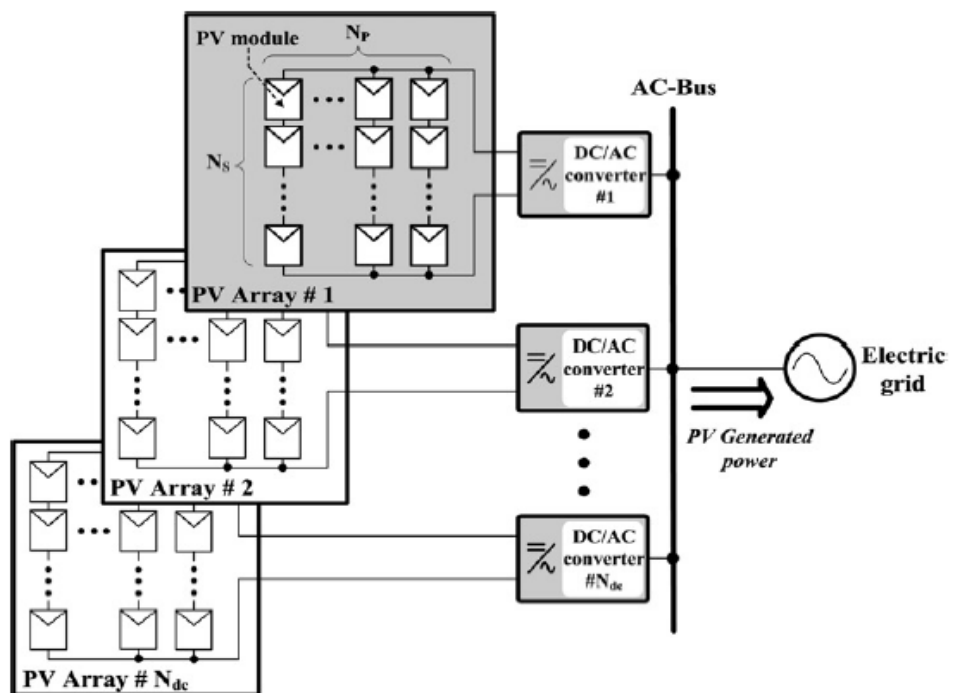 PV module
N_P
N_S
PV Array # 1
PV Array # 2
PV Array # N_dc
DC/AC
converter
#1
DC/AC
converter
#2
DC/AC
converter
#N_dc
AC-Bus
Electric
grid
PV Generated
power